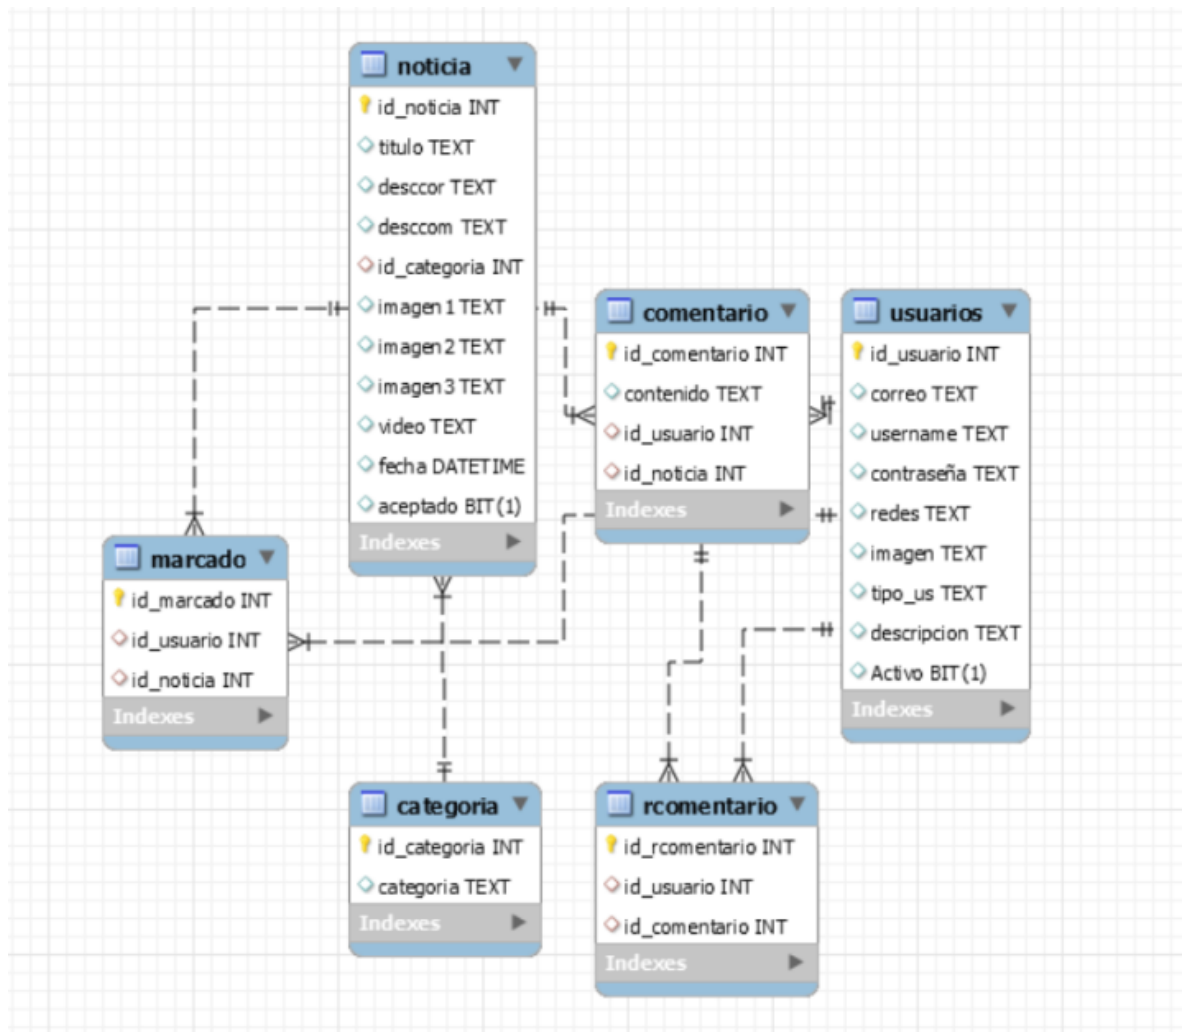 noticia
id_noticia INT
titulo TEXT
desccor TEXT
desccom TEXT
id_categoria INT
imagen1 TEXT
imagen2 TEXT
imagen3 TEXT
video TEXT
fecha DATETIME
aceptado BIT(1)
Indexes
comentario
id_comentario INT
contenido TEXT
id_usuario INT
id_noticia INT
Indexes
usuarios
id_usuario INT
correo TEXT
username TEXT
contraseña TEXT
redes TEXT
imagen TEXT
tipo_us TEXT
descripcion TEXT
Activo BIT(1)
Indexes
marcado
id_marcado INT
id_usuario INT
id_noticia INT
Indexes
categoria
id_categoria INT
categoria TEXT
Indexes
rcomentario
id_rcomentario INT
id_usuario INT
id_comentario INT
Indexes